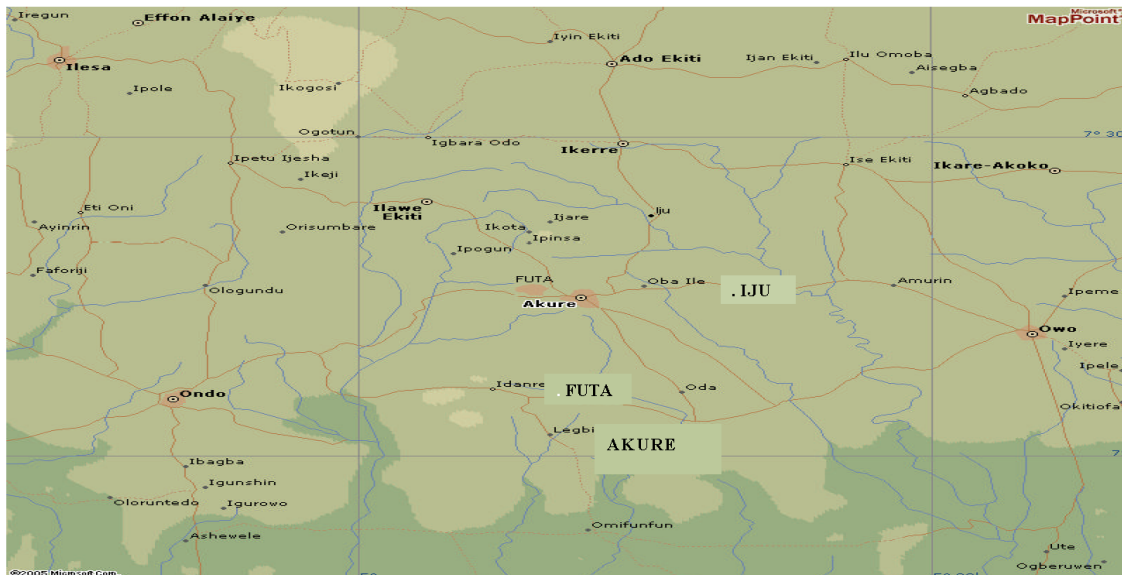 Iregun
Effon Alaiye
Microsoft®
MapPoint®
Iyin Ekiti
Ilesa
Ado Ekiti
Ijan Ekiti
Ilu Omoba
Aisegba
Ipole
Ikogosi
Agbado
Ogotun
Igbara Odo
7° 30
Ikerre
Ipetu Ijesha
Ise Ekiti
Ikare-Akoko
Ikeji
Ilawe
Ekiti
Eti Oni
Iju
Ayinrin
Orisumbare
Ikota
Ijare
Ipinsa
Ipogun
Faforiji
FUTA
Oba Ile
Amurin
Ologundu
.IJU
Ipeme
Akure
Owo
Iyere
Ipele
Idanre
.FUTA
Oda
Ondo
Okitiofa
Legbi
AKURE
7
Ibagba
Igunshin
Oloruntedo
Igurowo
Omifunfun
Ashewele
Ute
Ogberuwen
©2005 Microsoft Corp.